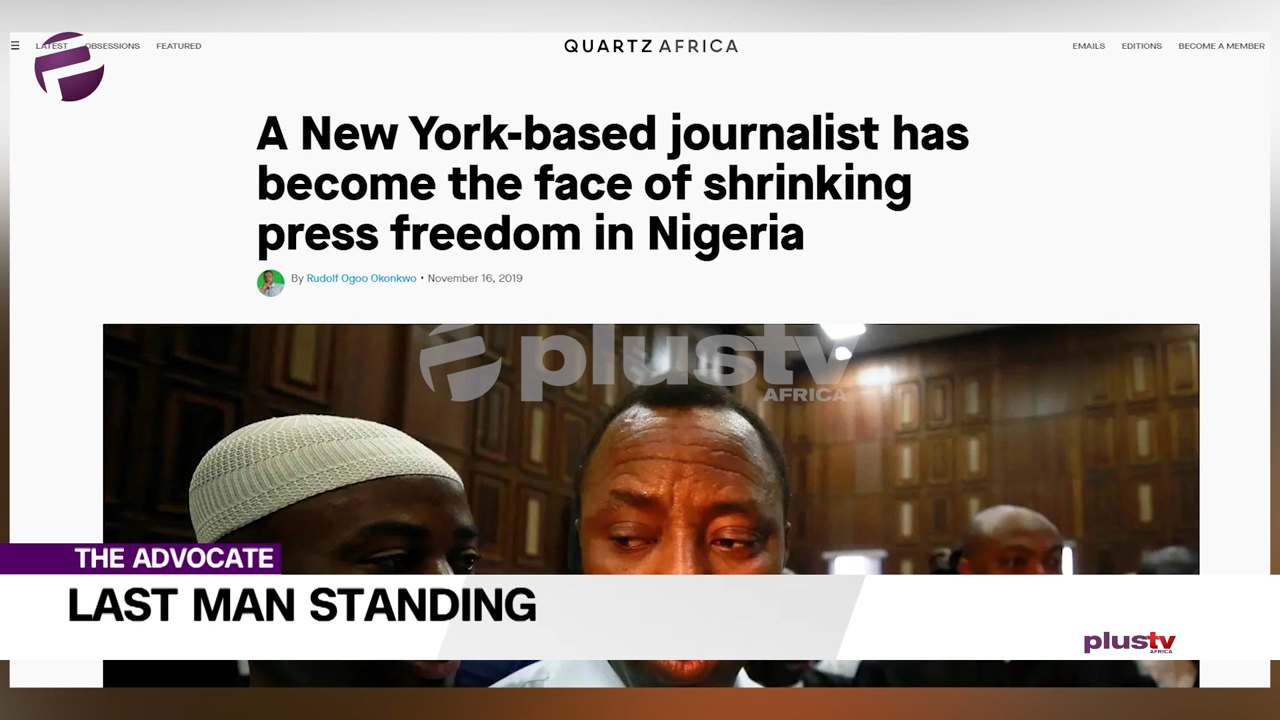 LATEST OBSESSIONS FEATURED QUARTZ AFRICA EMAILS EDITIONS BECOME A MEMBER
A New York-based journalist has
become the face of shrinking
press freedom in Nigeria
By Rudolf Ogoo Okonkwo • November 16, 2019
plustv
AFRICA
THE ADVOCATE
LAST MAN STANDING
plustv
AFRICA